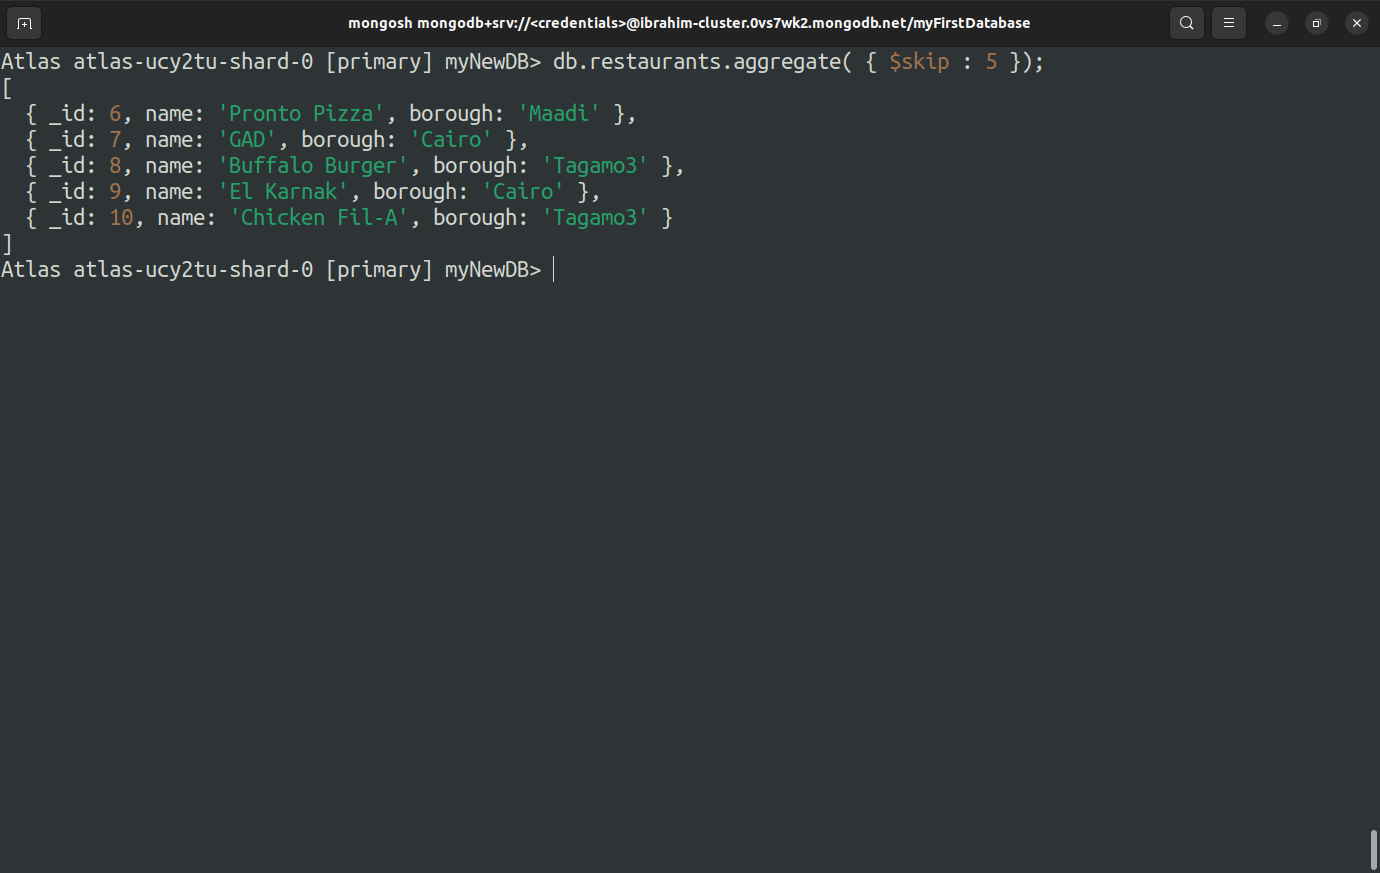 mongosh mongodb+srv://<credentials>@ibrahim-cluster.0vs7wk2.mongodb.net/myFirstDatabase
Atlas atlas-ucy2tu-shard-0 [primary] myNewDB> db.restaurants.aggregate( { $skip : 5 });
[
  { _id: 6, name: 'Pronto Pizza', borough: 'Maadi' },
  { _id: 7, name: 'GAD', borough: 'Cairo' },
  { _id: 8, name: 'Buffalo Burger', borough: 'Tagamo3' },
  { _id: 9, name: 'El Karnak', borough: 'Cairo' },
  { _id: 10, name: 'Chicken Fil-A', borough: 'Tagamo3' }
]
Atlas atlas-ucy2tu-shard-0 [primary] myNewDB>